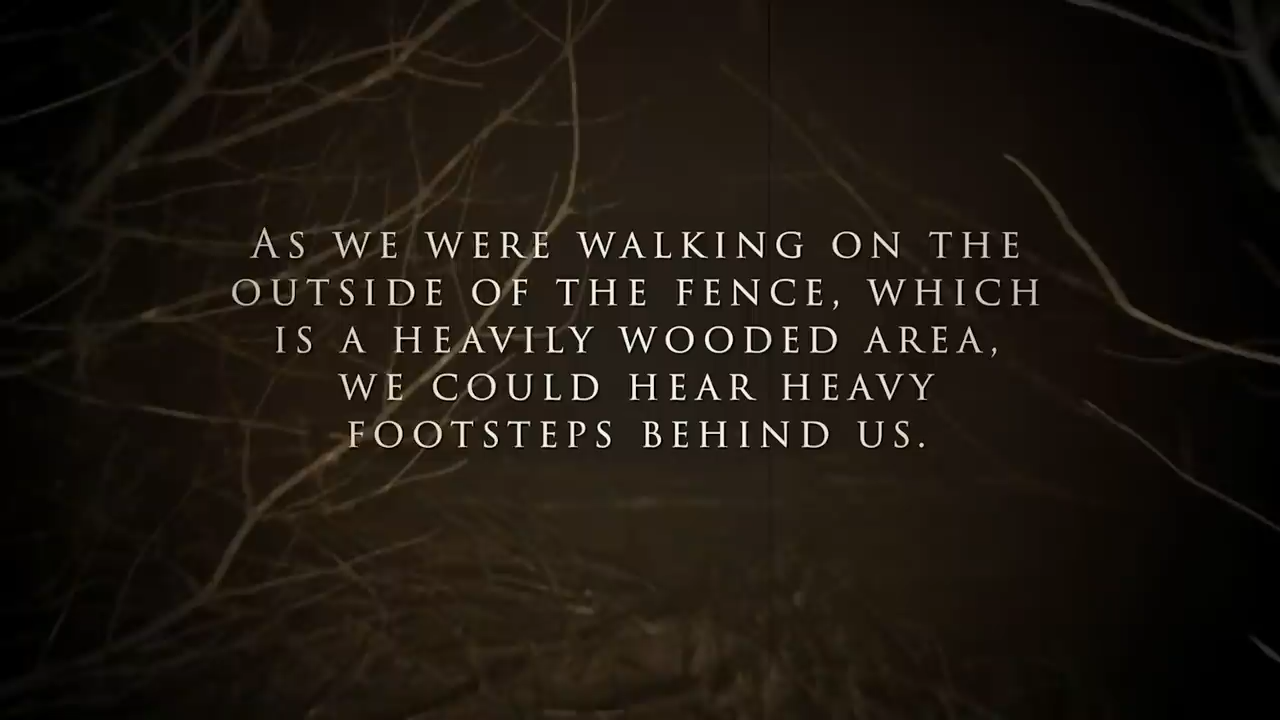 As we were walking on the
outside of the fence, which
is a heavily wooded area,
we could hear heavy
footsteps behind us.